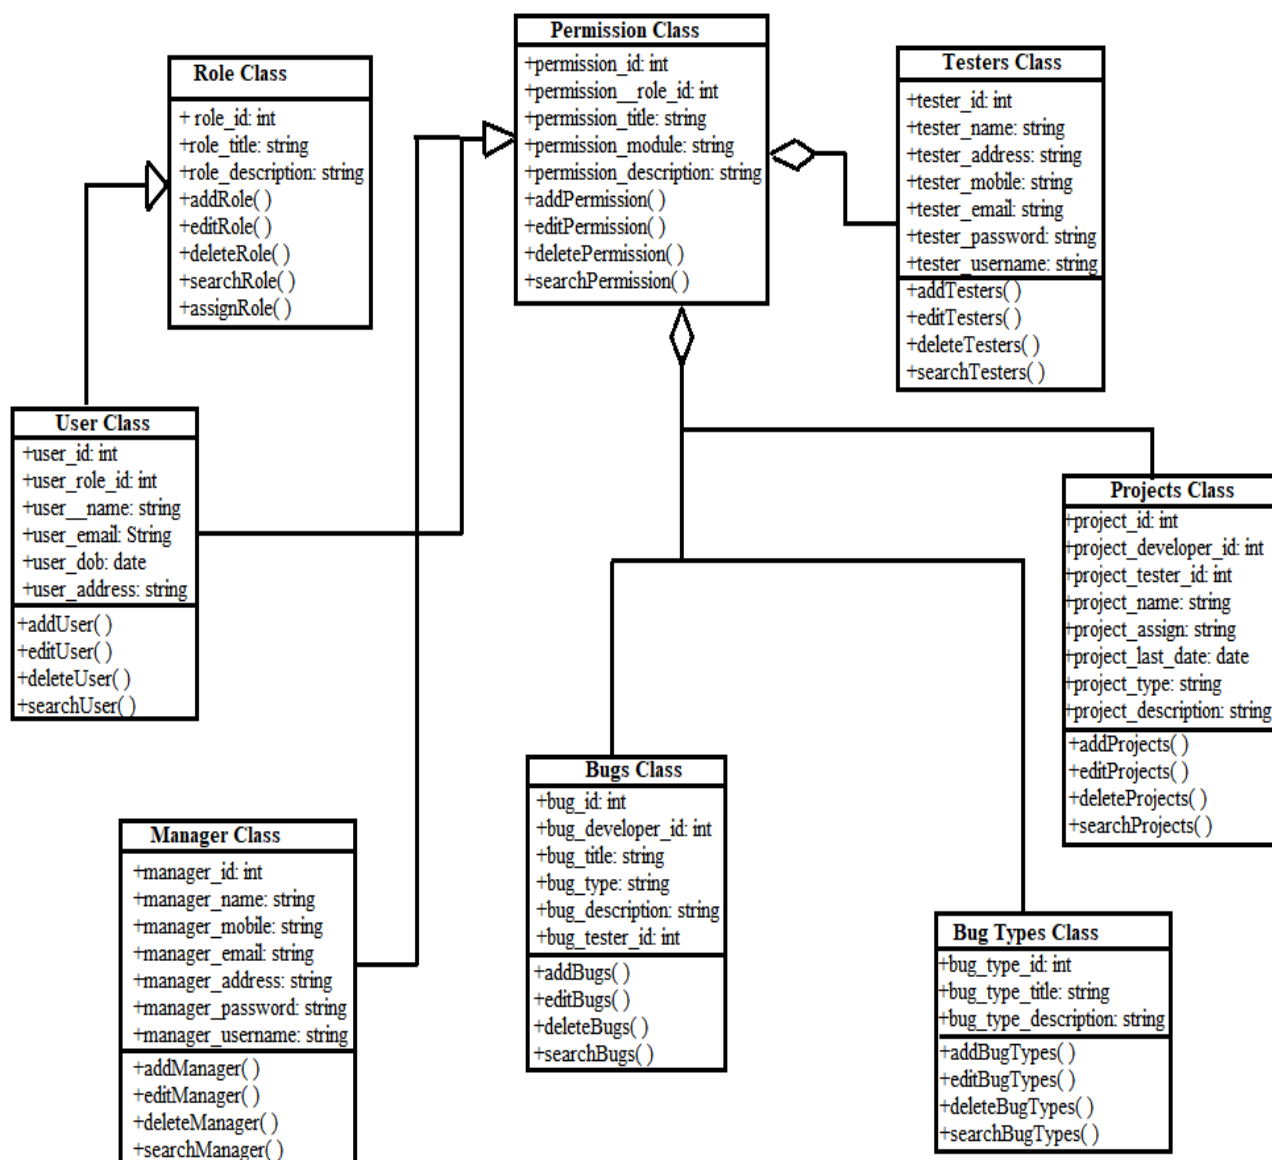 Permission Class
+permission_id: int
+permission__role_id: int
+permission_title: string
+permission_module: string
+permission_description: string
+addPermission( )
+editPermission( )
+deletePermission( )
+searchPermission( )
Role Class
+ role_id: int
+role_title: string
+role_description: string
+addRole( )
+editRole( )
+deleteRole( )
+searchRole( )
+assignRole( )
Testers Class
+tester_id: int
+tester_name: string
+tester_address: string
+tester_mobile: string
+tester_email: string
+tester_password: string
+tester_username: string
+addTesters( )
+editTesters( )
+deleteTesters( )
+searchTesters( )
User Class
+user_id: int
+user_role_id: int
+user__name: string
+user_email: String
+user_dob: date
+user_address: string
+addUser( )
+editUser( )
+deleteUser( )
+searchUser( )
Projects Class
+project_id: int
+project_developer_id: int
+project_tester_id: int
+project_name: string
+project_assign: string
+project_last_date: date
+project_type: string
+project_description: string
+addProjects( )
+editProjects( )
+deleteProjects( )
+searchProjects( )
Bugs Class
+bug_id: int
+bug_developer_id: int
+bug_title: string
+bug_type: string
+bug_description: string
+bug_tester_id: int
+addBugs( )
+editBugs( )
+deleteBugs( )
+searchBugs( )
Manager Class
+manager_id: int
+manager_name: string
+manager_mobile: string
+manager_email: string
+manager_address: string
+manager_password: string
+manager_username: string
+addManager( )
+editManager( )
+deleteManager( )
+searchManager( )
Bug Types Class
+bug_type_id: int
+bug_type_title: string
+bug_type_description: string
+addBugTypes( )
+editBugTypes( )
+deleteBugTypes( )
+searchBugTypes( )